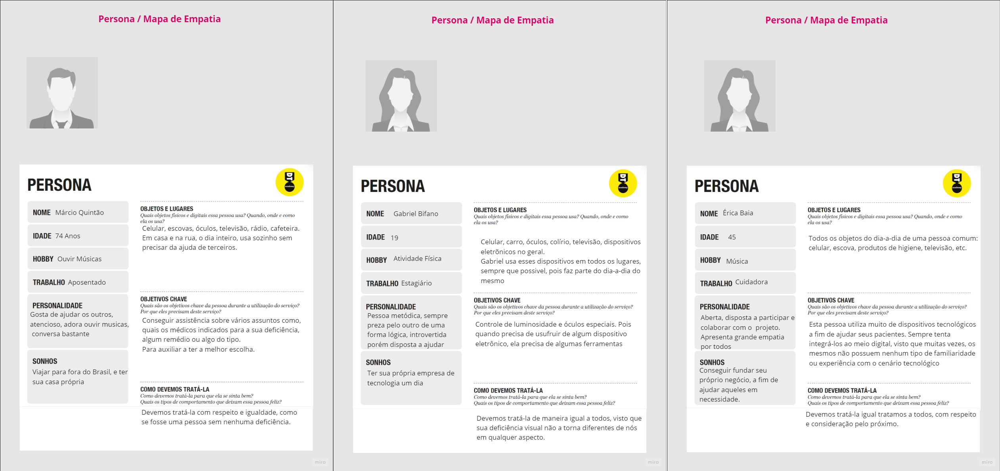 Persona / Mapa de Empatia
PERSONA
DT
academy
NOME Márcio Quintão
IDADE 74 Anos
HOBBY Ouvir Músicas
TRABALHO Aposentado
PERSONALIDADE
Gosta de ajudar os outros,
atencioso, adora ouvir musicas,
conversa bastante
SONHOS
Viajar para fora do Brasil, e ter
sua casa própria
OBJETOS E LUGARES
Quais objetos físicos e digitais essa pessoa usa? Quando, onde e como
ela os usa?
Celular, escovas, óculos, televisão, rádio, cafeteira.
Em casa e na rua, o dia inteiro, usa sozinho sem
precisar da ajuda de terceiros.
OBJETIVOS CHAVE
Quais são os objetivos chave da pessoa durante a utilização do serviço?
Por que eles precisam deste serviço?
Conseguir assistência sobre vários assuntos como,
quais os médicos indicados para a sua deficiência,
algum remédio ou algo do tipo.
Para auxiliar a ter a melhor escolha.
COMO DEVEMOS TRATÁ-LA
Como devemos tratá-la para que ela se sinta bem?
Quais os tipos de comportamento que deixam essa pessoa feliz?
Devemos tratá-la com respeito e igualdade, como
se fosse uma pessoa sem nenhuma deficiência.
miro
Persona / Mapa de Empatia
PERSONA
DT
academy
NOME Gabriel Bifano
IDADE 19
HOBBY Atividade Física
TRABALHO Estagiário
PERSONALIDADE
Pessoa metódica, sempre
preza pelo outro de uma
forma lógica, introvertida
porém disposta a ajudar
SONHOS
Ter sua própria empresa de
tecnologia um dia
OBJETOS E LUGARES
Quais objetos físicos e digitais essa pessoa usa? Quando, onde e como
ela os usa?
Celular, carro, óculos, colírio, televisão, dispositivos
eletrõnicos no geral.
Gabriel usa esses dispositivos em todos os lugares,
sempre que possivel, pois faz parte do dia-a-dia do
mesmo
OBJETIVOS CHAVE
Quais são os objetivos chave da pessoa durante a utilização do serviço?
Por que eles precisam deste serviço?
Controle de luminosidade e óculos especiais. Pois
quando precisa de usufruir de algum dispositivo
eletrônico, ela precisa de algumas ferramentas
COMO DEVEMOS TRATÁ-LA
Como devemos tratá-la para que ela se sinta bem?
Quais os tipos de comportamento que deixam essa pessoa feliz?
Devemos tratá-la de maneira igual a todos, visto que
sua deficiência visual não a torna diferentes de nós
em qualquer aspecto.
miro
Persona / Mapa de Empatia
PERSONA
DT
academy
NOME Érica Baia
IDADE 45
HOBBY Música
TRABALHO Cuidadora
PERSONALIDADE
Aberta, disposta a participar e
colaborar com o projeto.
Apresenta grande empatia
por todos
SONHOS
Conseguir fundar seu
próprio negócio, a fim de
ajudar aqueles em
necessidade.
OBJETOS E LUGARES
Quais objetos físicos e digitais essa pessoa usa? Quando, onde e como
ela os usa?
Todos os objetos do dia-a-dia de uma pessoa comum:
celular, escova, produtos de higiene, televisão, etc.
OBJETIVOS CHAVE
Quais são os objetivos chave da pessoa durante a utilização do serviço?
Por que eles precisam deste serviço?
Esta pessoa utiliza muito de dispositivos tecnológicos
a fim de ajudar seus pacientes. Sempre tenta
integrá-los ao meio digital, visto que muitas vezes, os
mesmos não possuem nenhum tipo de familiaridade
ou experiência com o cenário tecnológico
COMO DEVEMOS TRATÁ-LA
Como devemos tratá-la para que ela se sinta bem?
Quais os tipos de comportamento que deixam essa pessoa feliz?
Devemos tratá-la igual tratamos a todos, com respeito
e consideração pelo próximo.
miro